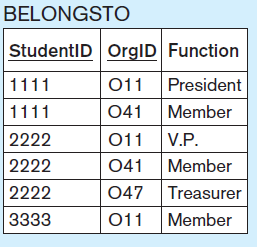 BELONGSTO
StudentID OrgID Function
1111 O11 President
1111 O41 Member
2222 O11 V.P.
2222 O41 Member
2222 O47 Treasurer
3333 O11 Member